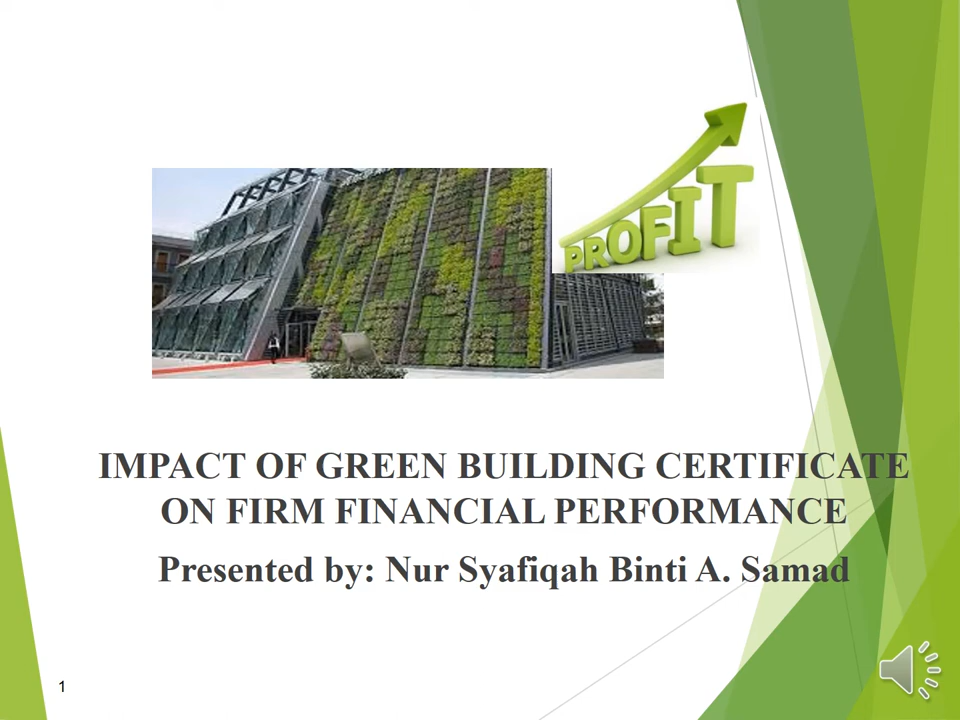 PROFIT
IMPACT OF GREEN BUILDING CERTIFICATE
ON FIRM FINANCIAL PERFORMANCE
Presented by: Nur Syafiqah Binti A. Samad
1